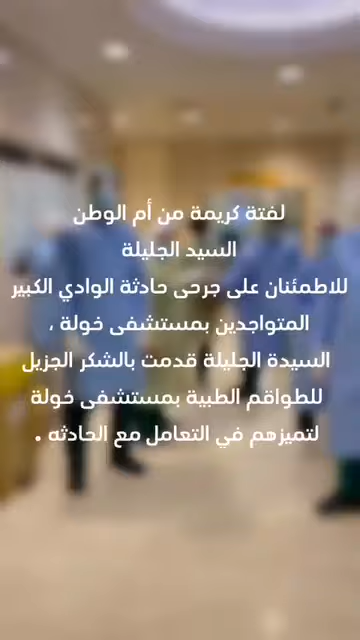 لفتة كريمة من أم الوطن
السيد الجليلة
للاطمئنان على جرحى حادثة الوادي الكبير
المتواجدين بمستشفى خولة ،
السيدة الجليلة قدمت بالشكر الجزيل
للطواقم الطبية بمستشفى خولة
لتميزهم في التعامل مع الحادثه .